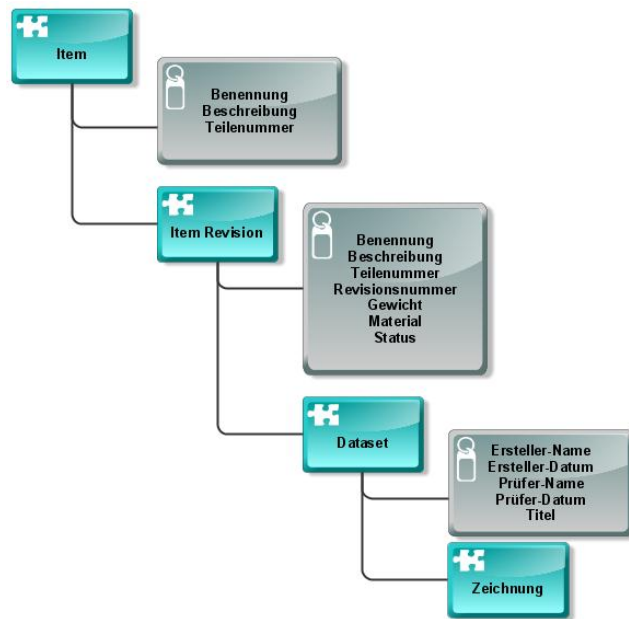 Item
Benennung
Beschreibung
Teilenummer
Item Revision
Benennung
Beschreibung
Teilenummer
Revisionsnummer
Gewicht
Material
Status
Dataset
Ersteller-Name
Ersteller-Datum
Prüfer-Name
Prüfer-Datum
Titel
Zeichnung